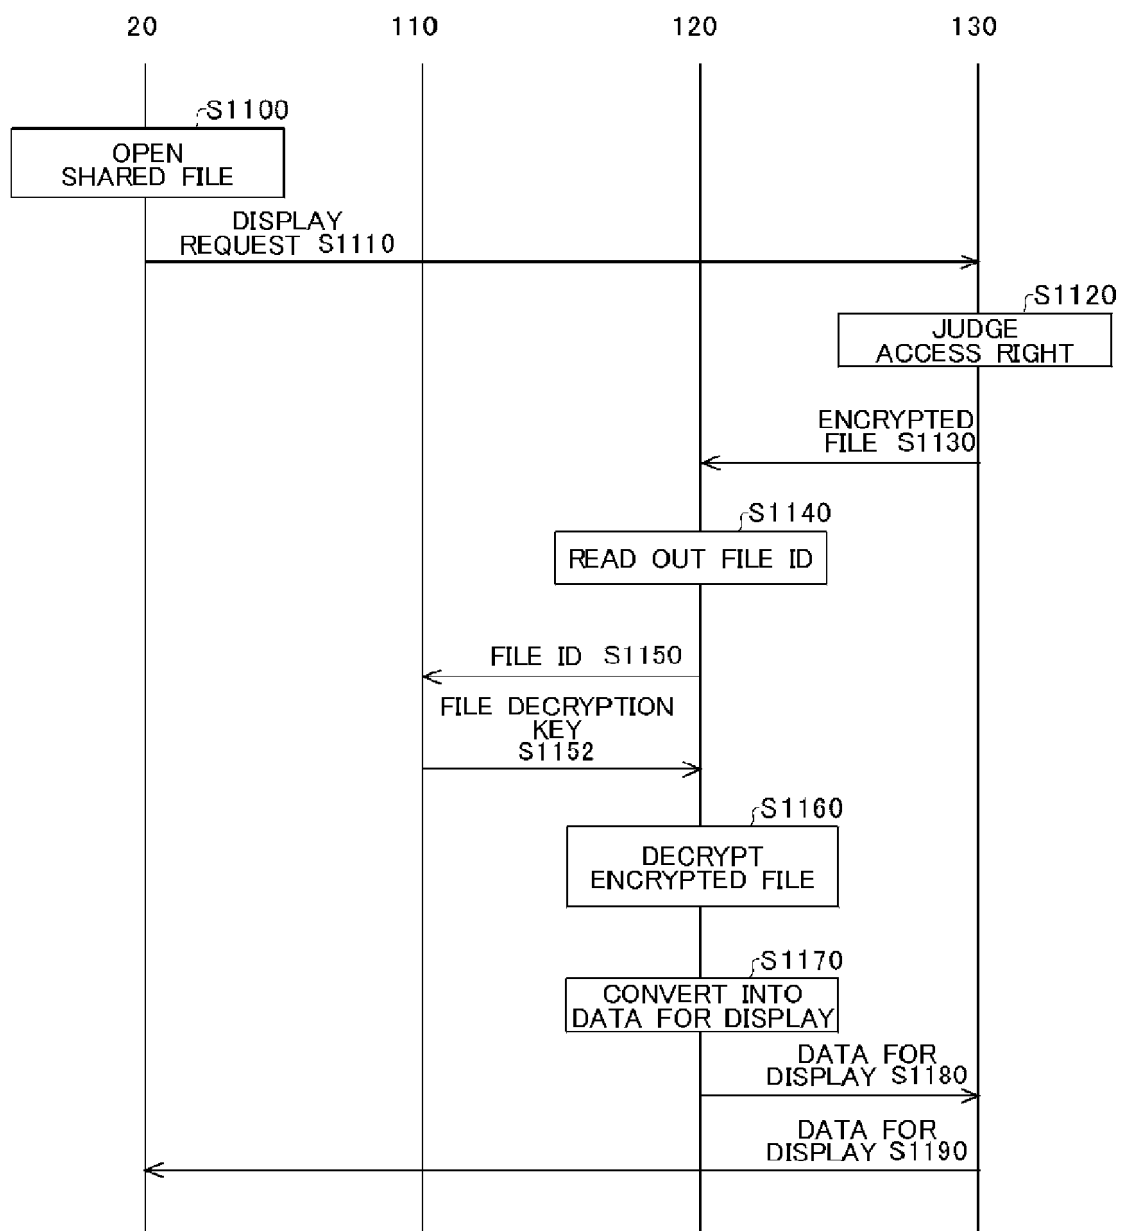 20 110 120 130
S1100
OPEN
SHARED FILE
DISPLAY
REQUEST S1110
S1120
JUDGE
ACCESS RIGHT
ENCRYPTED
FILE S1130
S1140
READ OUT FILE ID
FILE ID S1150
FILE DECRYPTION
KEY
S1152
S1160
DECRYPT
ENCRYPTED FILE
S1170
CONVERT INTO
DATA FOR DISPLAY
DATA FOR
DISPLAY S1180
DATA FOR
DISPLAY S1190